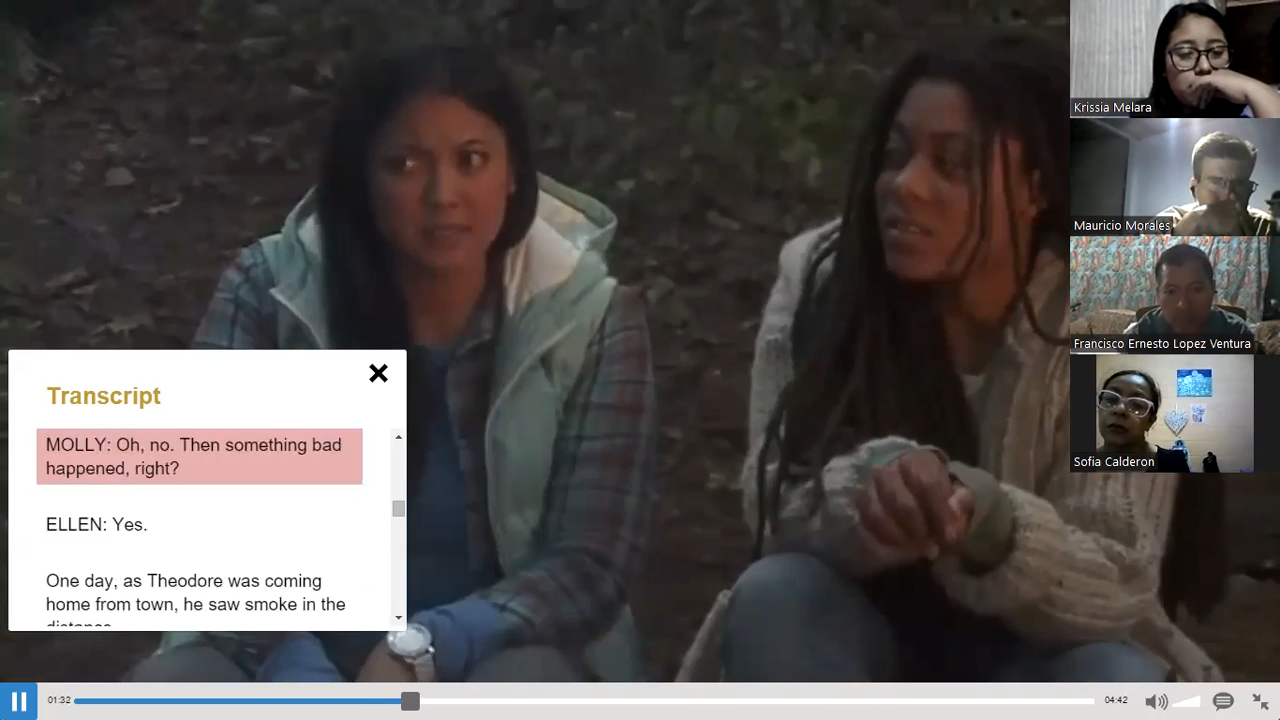 Krissia Melara
Mauricio Morales
Francisco Ernesto Lopez Ventura
Sofia Calderon
Transcript
MOLLY: Oh, no. Then something bad
happened, right?
ELLEN: Yes.
One day, as Theodore was coming
home from town, he saw smoke in the
distance
01:32
04:42